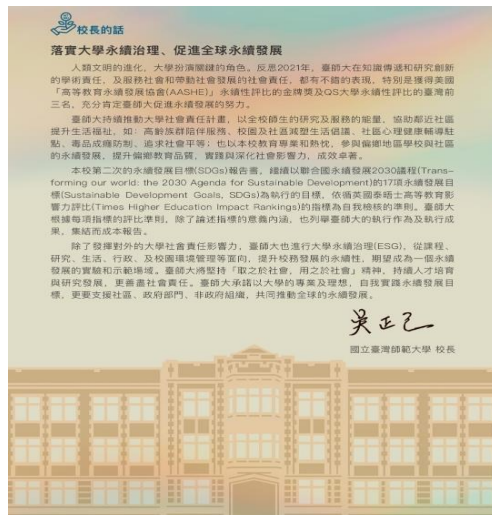 校長的話
落實大學永續治理、促進全球永續發展
人類文明的進化，大學扮演關鍵的角色。反思2021年，臺師大在知識傳遞和研究創新
的學術責任，及服務社會和帶動社會發展的社會責任，都有不錯的表現，特別是獲得美國
「高等教育永續發展協會(AASHE)」永續性評比的金牌獎及QS大學永續性評比的臺灣前
三名，充分肯定臺師大促進永續發展的努力。
臺師大持續推動大學社會責任計畫，以全校師生的研究及服務的能量，協助鄰近社區
提升生活福祉，如：高齡族群陪伴服務、校園及社區減塑生活倡議、社區心理健康輔導駐
點、毒品成癮防制、追求社會平等；也以本校教育專業和熱忱，參與偏鄉地區學校與社區
的永續發展，提升偏鄉教育品質，實踐與深化社會影響力，成效卓著。
本校第二次的永續發展目標(SDGs)報告書，繼續以聯合國永續發展2030議程(Trans-
forming our world: the 2030 Agenda for Sustainable Development)的17項永續發展目
標(Sustainable Development Goals, SDGs)為執行的目標，依循英國泰晤士高等教育影
響力評比(Times Higher Education Impact Rankings)的指標為自我檢核的準則。臺師大
根據每項指標的評比準則，除了論述指標的意義內涵，也列舉臺師大的執行作為及執行成
果，集結而成本報告。
除了發揮對外的大學社會責任影響力，臺師大也進行大學永續治理(ESG)，從課程、
研究、生活、行政、及校園環境管理等面向，提升校務發展的永續性，期望成為一個永續
發展的實驗和示範場域。臺師大將堅持「取之於社會，用之於社會」精神，持續人才培育
與研究發展，更善盡社會責任。臺師大承諾以大學的專業及理想，自我實踐永續發展目
標，更要支援社區、政府部門、非政府組織，共同推動全球的永續發展。
吳正己
國立臺灣師範大學 校長